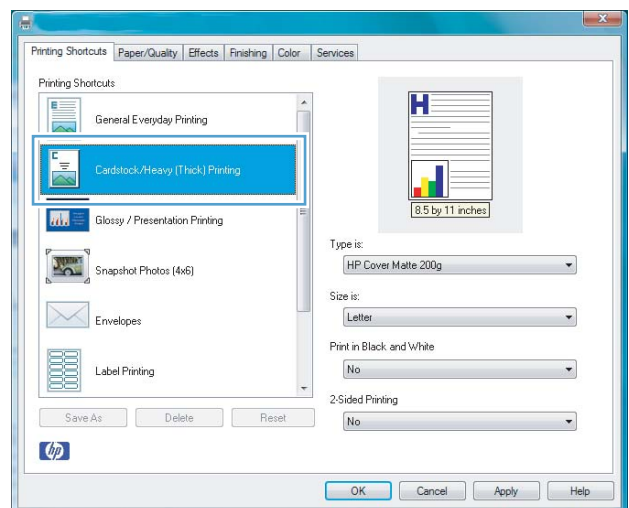 Printing Shortcuts Paper/Quality Effects Finishing Color Services
Printing Shortcuts
E
General Everyday Printing
C
Cardstock/Heavy (Thick) Printing
Glossy / Presentation Printing
Snapshot Photos (4x6)
Envelopes
Label Printing
Save As Delete Reset
hp
H
8.5 by 11 inches
Type is:
HP Cover Matte 200g
Size is:
Letter
Print in Black and White
No
2-Sided Printing
No
OK Cancel Apply Help